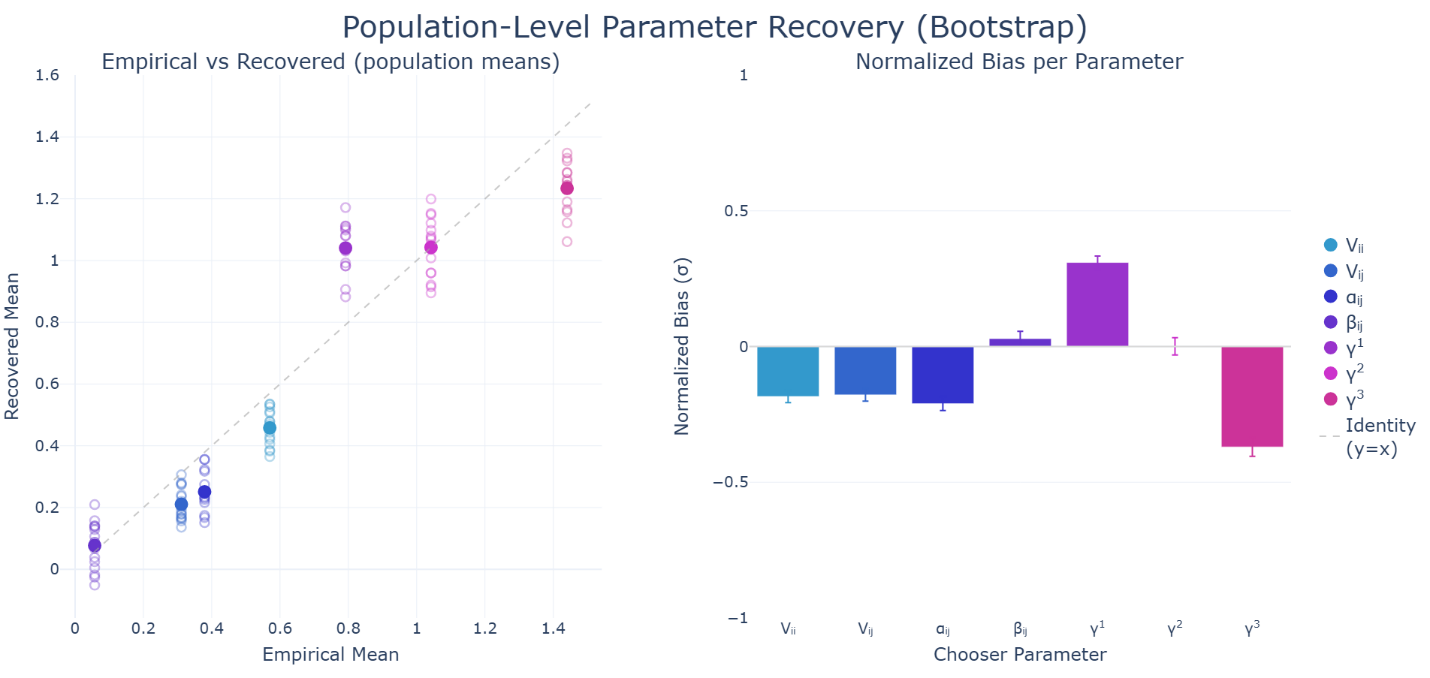 Population-Level Parameter Recovery (Bootstrap)
Empirical vs Recovered (population means)
1.6
1.4
1.2
1
0.8
0.6
0.4
0.2
0
Recovered Mean
0 0.2 0.4 0.6 0.8 1 1.2 1.4
Empirical Mean
Normalized Bias per Parameter
1
0.5
0
−0.5
−1
Normalized Bias (σ)
Vᵢᵢ Vᵢⱼ αᵢⱼ βᵢⱼ γ¹ γ² γ³
Chooser Parameter
Vᵢᵢ
Vᵢⱼ
αᵢⱼ
βᵢⱼ
γ¹
γ²
γ³
Identity
(y=x)